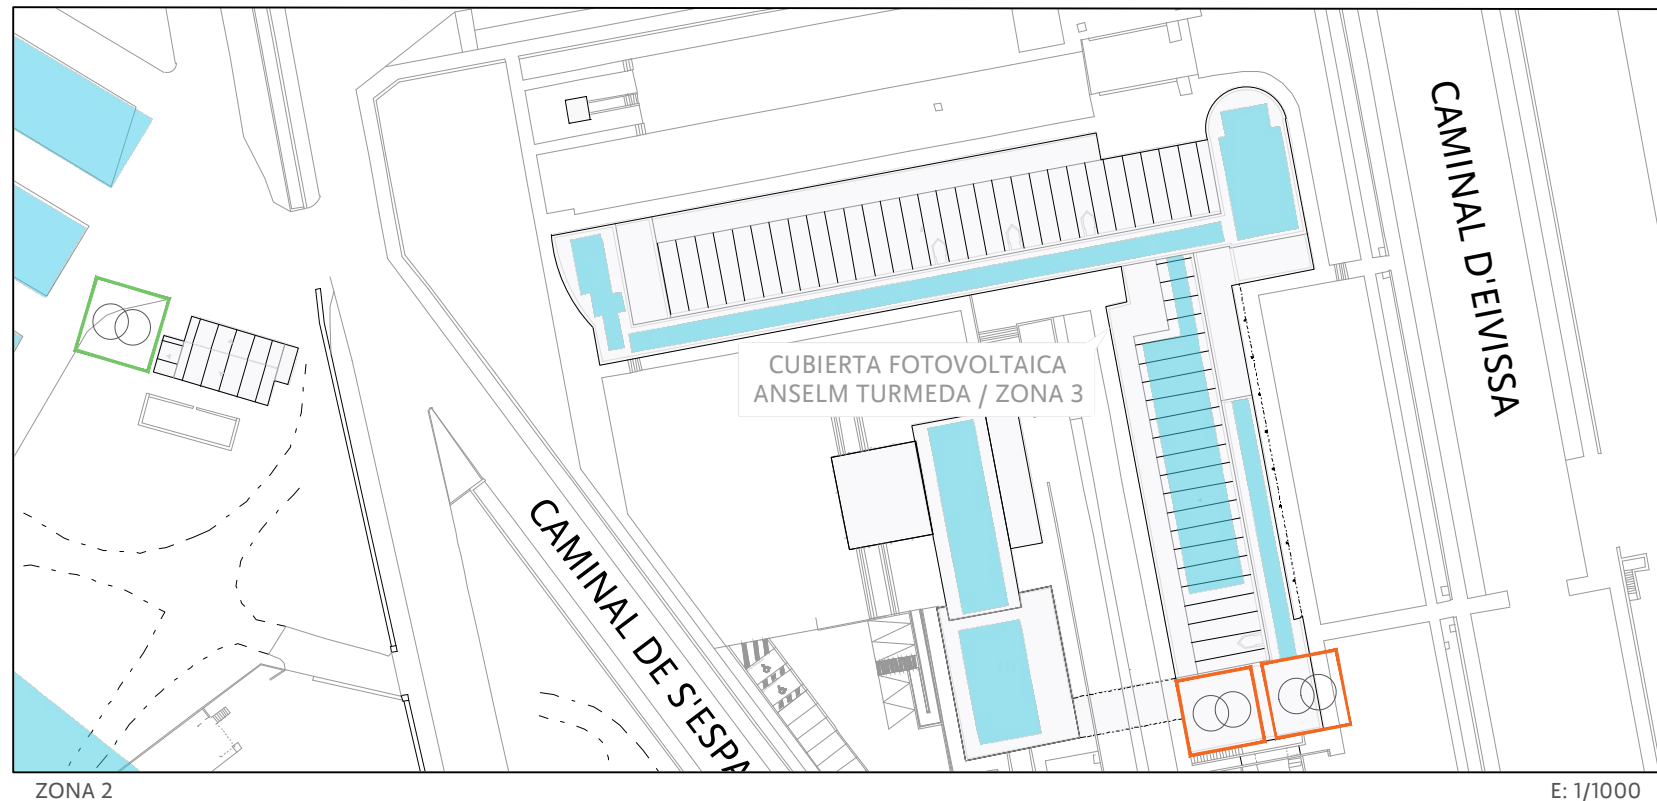 CAMINAL D'EIVISSA
CUBIERTA FOTOVOLTAICA
ANSELM TURMEDA / ZONA 3
CAMINAL DE S'ESPA
ZONA 2
E: 1/1000